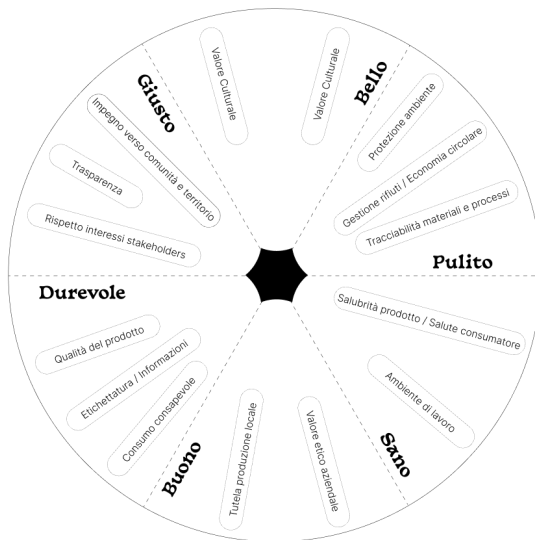 Giusto
Valore Culturale
Valore Culturale
Bello
Impegno verso comunità e territorio
Trasparenza
Rispetto interessi stakeholders
Protezione ambiente
Gestione rifiuti / Economia circolare
Tracciabilità materiali e processi
Pulito
Durevole
Salubrità prodotto / Salute consumatore
Ambiente di lavoro
Sano
Qualità del prodotto
Etichettatura / Informazioni
Consumo consapevole
Buono
Tutela produzione locale
Valore etico aziendale